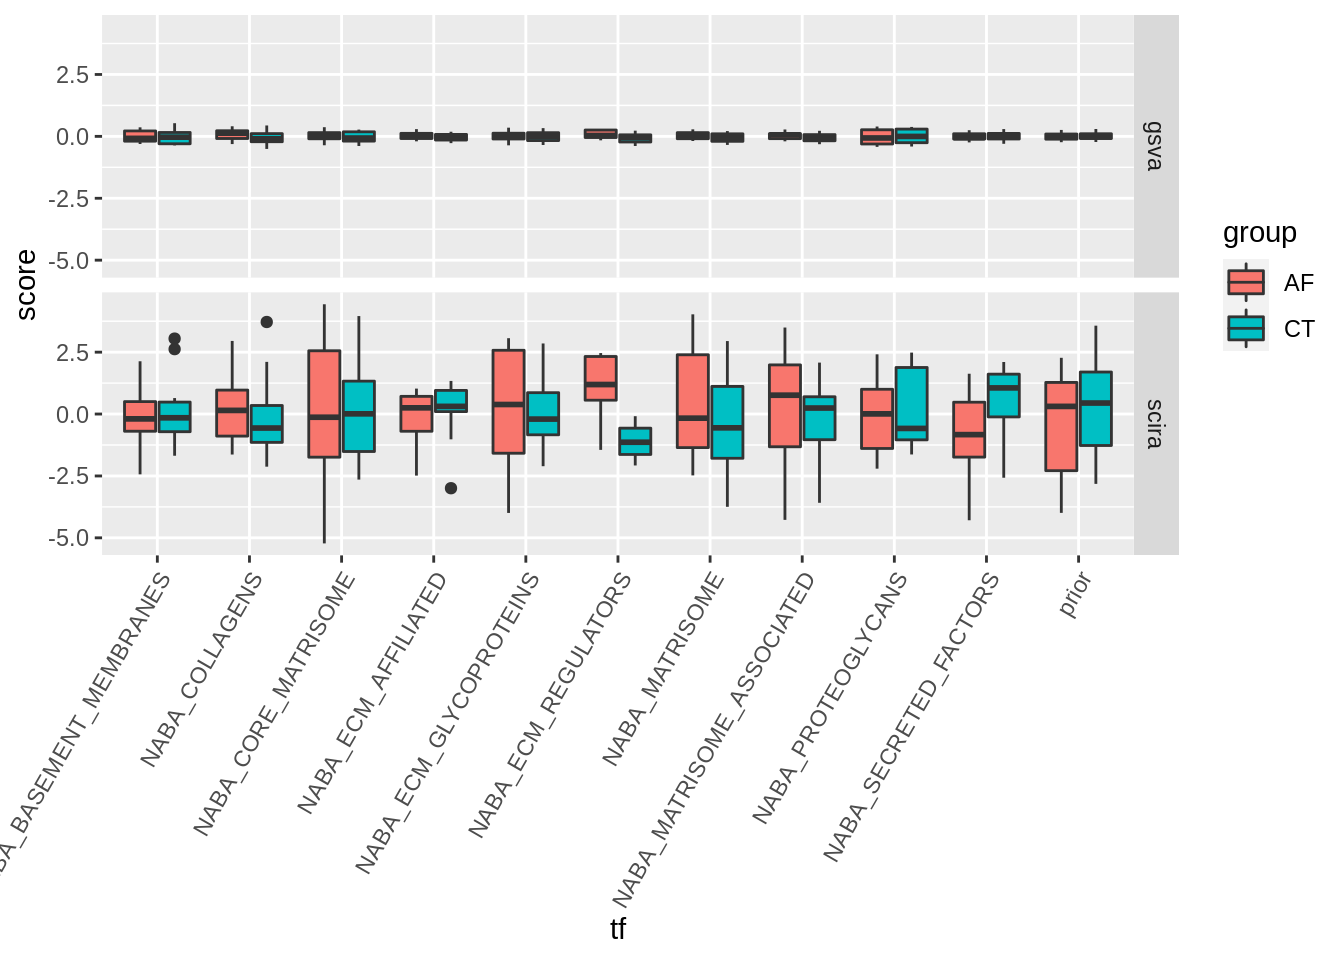 2.5
0.0
-2.5
-5.0
gsva
score
2.5
0.0
-2.5
-5.0
scira
group
AF
CT
BA_BASEMENT_MEMBRANES
NABA_COLLAGENS
NABA_CORE_MATRISOME
NABA_ECM_AFFILIATED
NABA_ECM_GLYCOPROTEINS
NABA_ECM_REGULATORS
NABA_MATRISOME
NABA_MATRISOME_ASSOCIATED
NABA_PROTEOGLYCANS
NABA_SECRETED_FACTORS
prior
tf